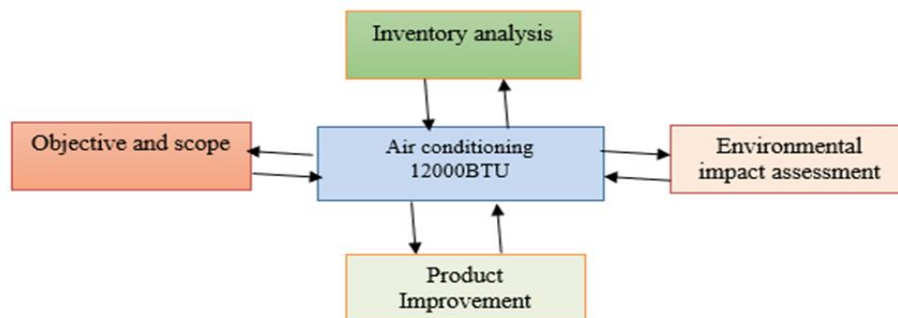 Inventory analysis
Objective and scope
Air conditioning
12000BTU
Environmental
impact assessment
Product
Improvement